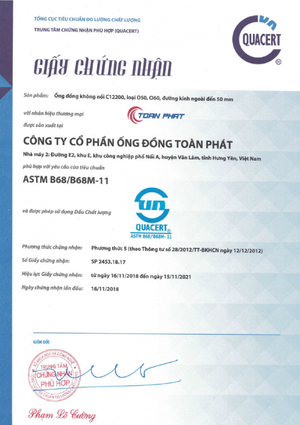 TỔNG CỤC TIÊU CHUẨN ĐO LƯỜNG CHẤT LƯỢNG
TRUNG TÂM CHỨNG NHẬN PHÙ HỢP (QUACERT)
QUACERT
GIẤY CHỨNG NHẬN
Sản phẩm: Ống đồng không nối C12200, loại O50, O60, đường kính ngoài đến 50 mm
với nhãn hiệu thương mại
TOAN PHAT
được sản xuất tại
CÔNG TY CỔ PHẦN ỐNG ĐỒNG TOÀN PHÁT
Nhà máy 2: Đường E2, khu E, khu công nghiệp phố Nối A, huyện Văn Lâm, tỉnh Hưng Yên, Việt Nam
phù hợp với yêu cầu của tiêu chuẩn
ASTM B68/B68M-11
và được phép sử dụng Dấu Chất lượng
QUACERT
ASTM B68/B68M-11
Phương thức chứng nhận: Phương thức 5 (theo Thông tư số 28/2012/TT-BKHCN ngày 12/12/2012)
Số Giấy chứng nhận: SP 2453.18.17
Hiệu lực Giấy chứng nhận: từ ngày 16/11/2018 đến ngày 15/11/2021
Ngày chứng nhận lần đầu: 16/11/2018
GIÁM ĐỐC
TRUNG TÂM
CHỨNG NHẬN
PHÙ HỢP
Phạm Lê Cường